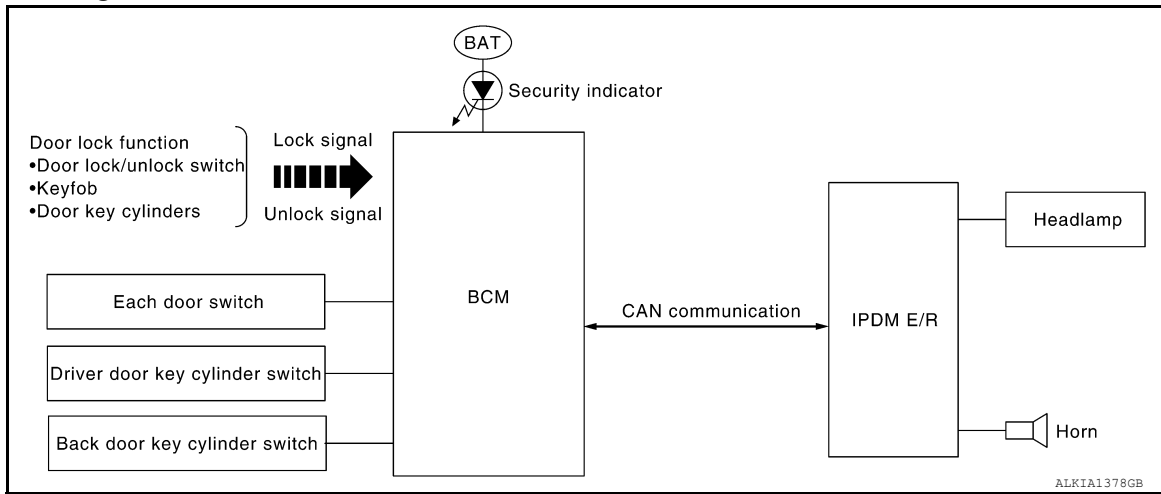 BAT
Security indicator
Door lock function
•Door lock/unlock switch
•Keyfob
•Door key cylinders
Lock signal
Unlock signal
Each door switch
Driver door key cylinder switch
Back door key cylinder switch
BCM
CAN communication
IPDM E/R
Headlamp
Horn
ALKIA1378GB